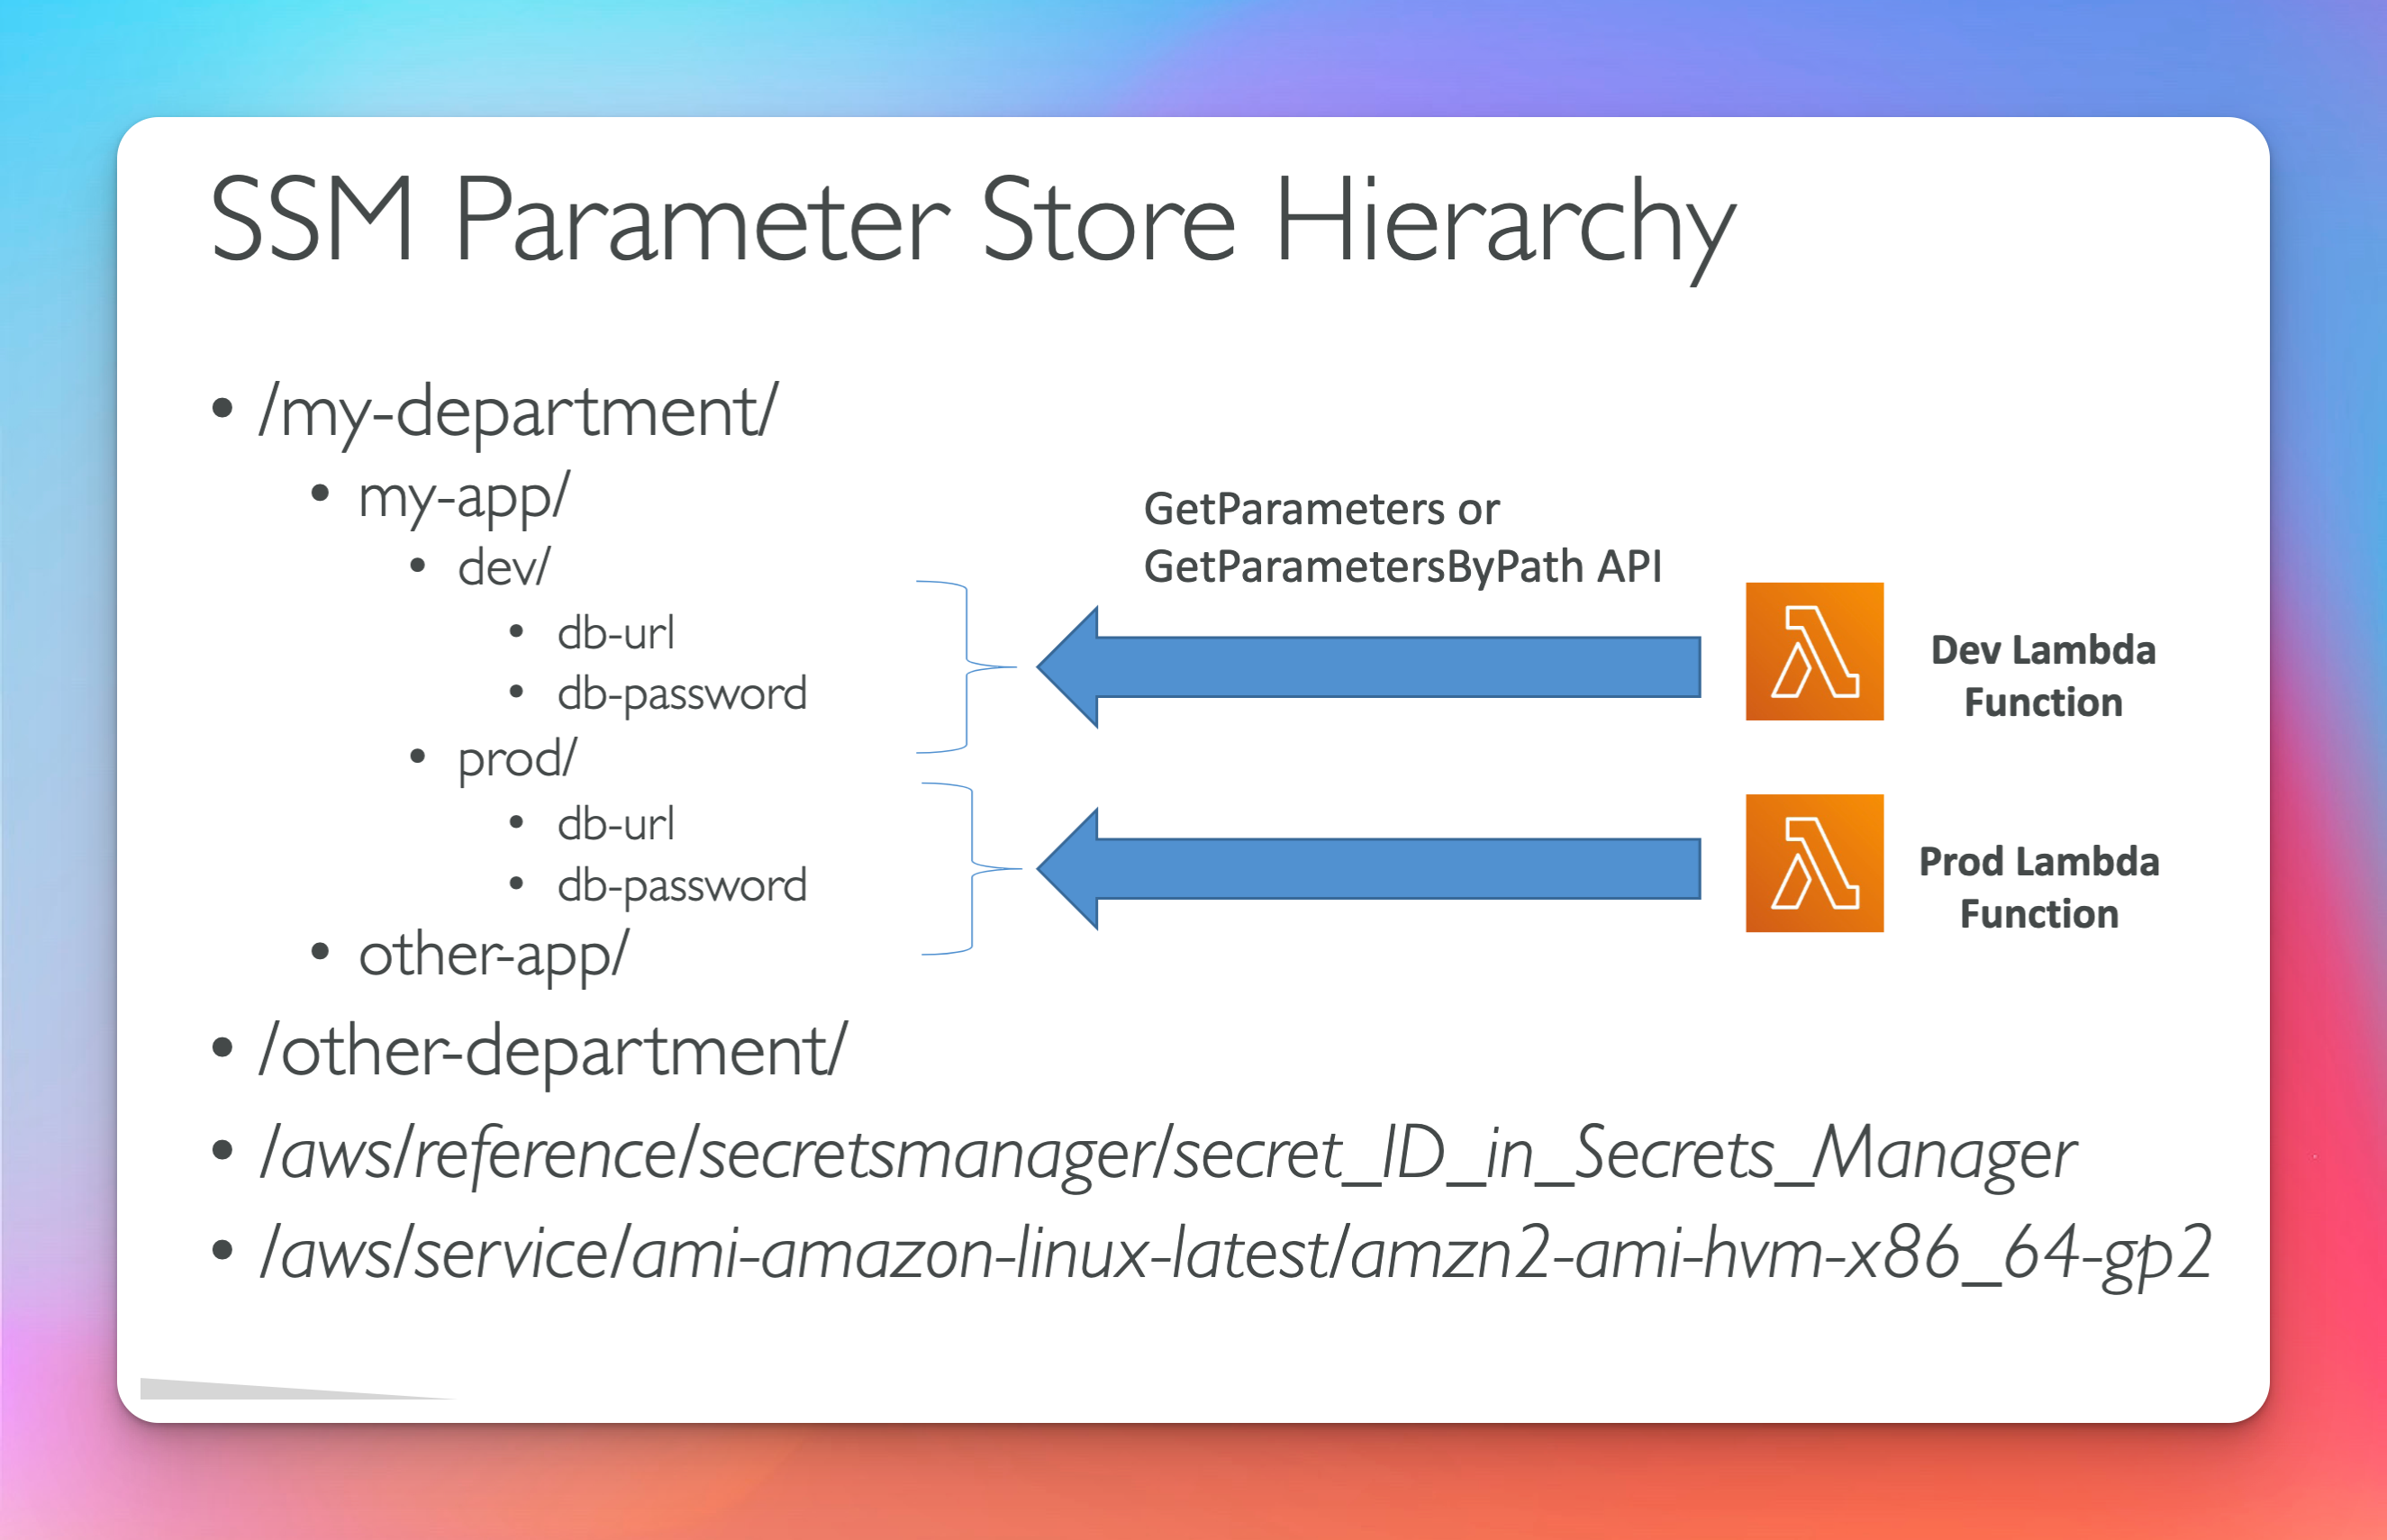 SSM Parameter Store Hierarchy
• /my-department/
• my-app/
• dev/
• db-url
• db-password
• prod/
• db-url
• db-password
• other-app/
• /other-department/
• /aws/reference/secretsmanager/secret_ID_in_Secrets_Manager
• /aws/service/ami-amazon-linux-latest/amzn2-ami-hvm-x86_64-gp2
GetParameters or
GetParametersByPath API
Dev Lambda
Function
Prod Lambda
Function